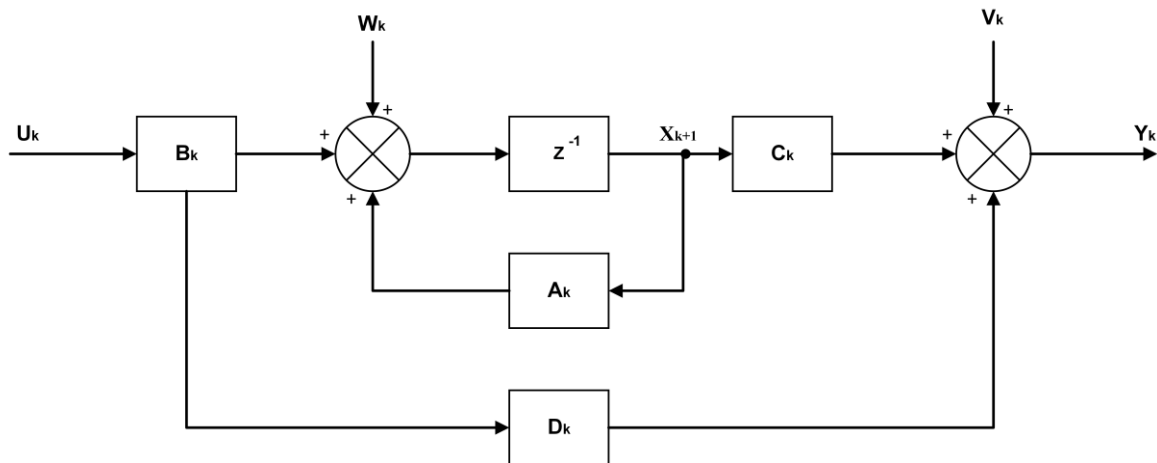 Wk
Vk
+
+
Uk
Bk
+
z⁻¹
Xk+1
Ck
+
Yk
+
+
Ak
Dk